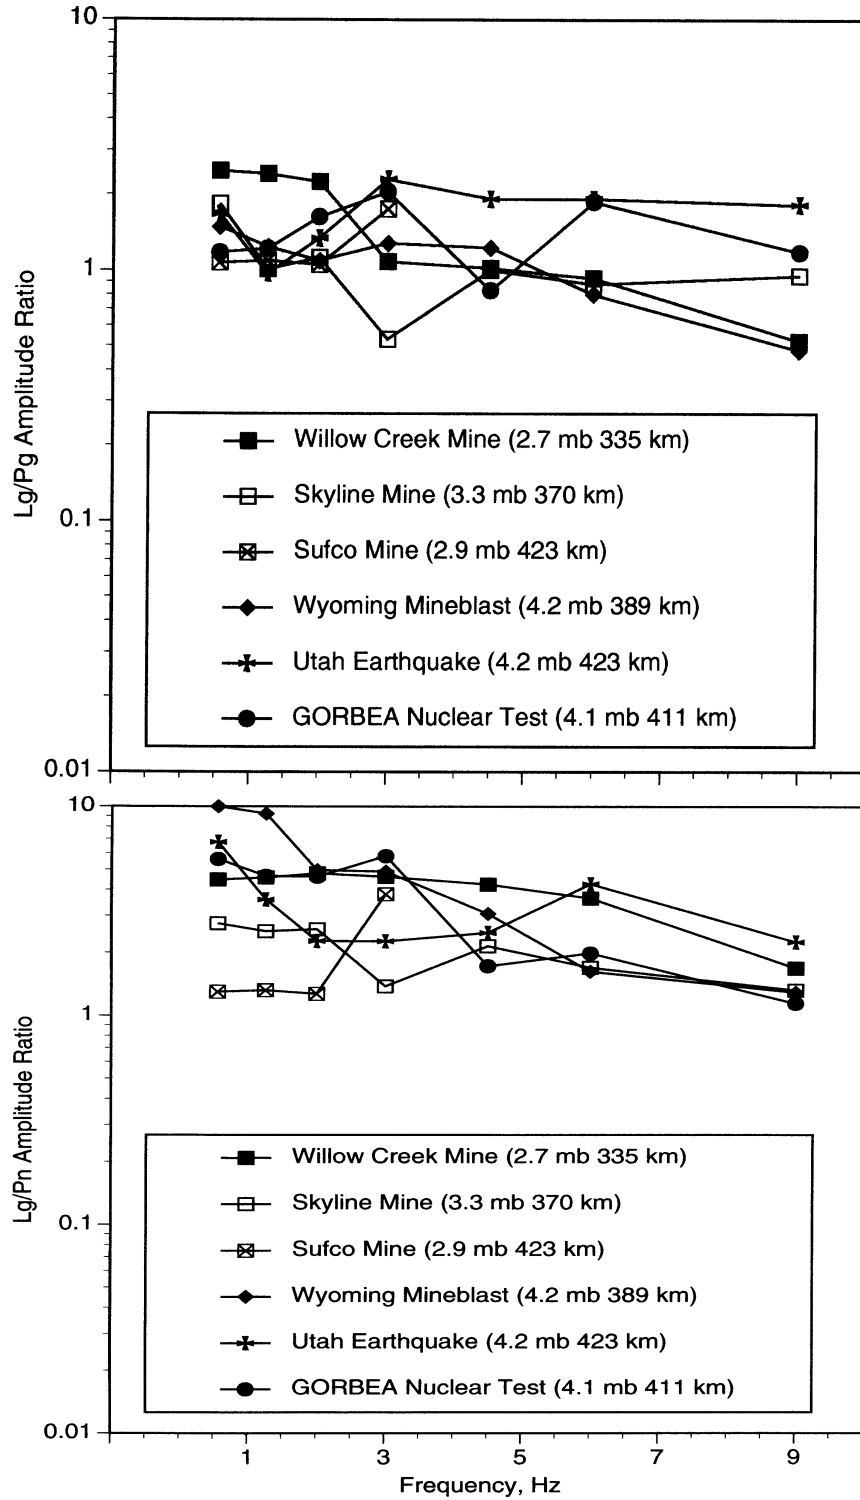 10
1
0.1
0.01
Lg/Pg Amplitude Ratio
Willow Creek Mine (2.7 mb 335 km)
Skyline Mine (3.3 mb 370 km)
Sufco Mine (2.9 mb 423 km)
Wyoming Mineblast (4.2 mb 389 km)
Utah Earthquake (4.2 mb 423 km)
GORBEA Nuclear Test (4.1 mb 411 km)
10
1
0.1
0.01
Lg/Pn Amplitude Ratio
Willow Creek Mine (2.7 mb 335 km)
Skyline Mine (3.3 mb 370 km)
Sufco Mine (2.9 mb 423 km)
Wyoming Mineblast (4.2 mb 389 km)
Utah Earthquake (4.2 mb 423 km)
GORBEA Nuclear Test (4.1 mb 411 km)
1 3 5 7 9
Frequency, Hz